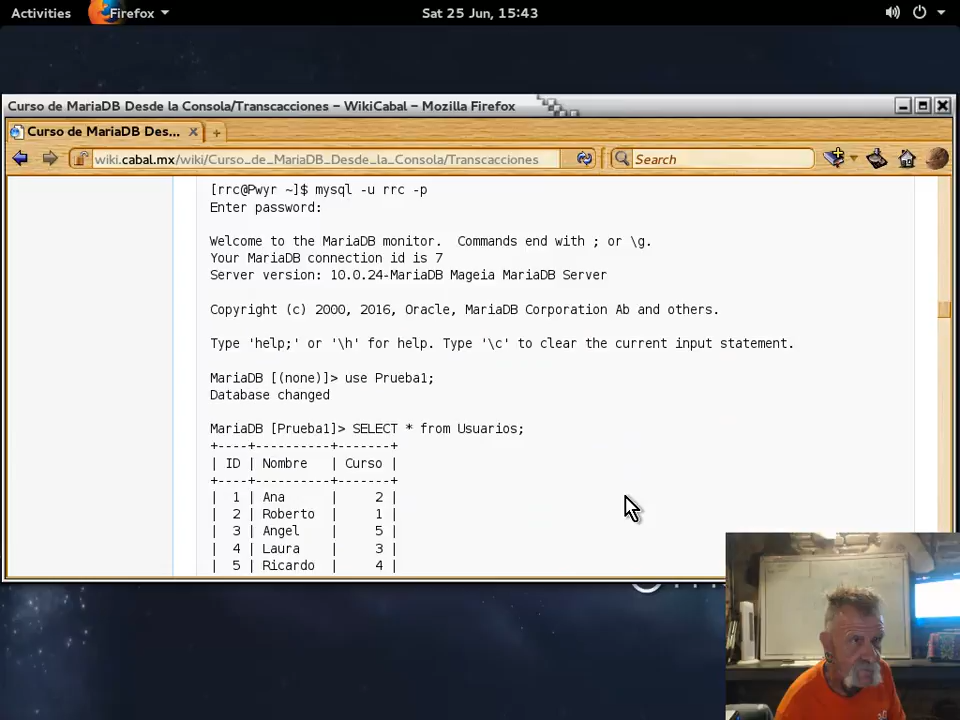 Activities Firefox Sat 25 Jun, 15:43
Curso de MariaDB Desde la Consola/Transcacciones – WikiCabal – Mozilla Firefox
Curso de MariaDB Des... × +
wiki.cabal.mx/wiki/Curso_de_MariaDB_Desde_la_Consola/Transcacciones Search
[rrc@Pwyr ~]$ mysql -u rrc -p
Enter password:
Welcome to the MariaDB monitor.  Commands end with ; or \g.
Your MariaDB connection id is 7
Server version: 10.0.24-MariaDB Mageia MariaDB Server
Copyright (c) 2000, 2016, Oracle, MariaDB Corporation Ab and others.
Type 'help;' or '\h' for help. Type '\c' to clear the current input statement.
MariaDB [(none)]> use Prueba1;
Database changed
MariaDB [Prueba1]> SELECT * from Usuarios;
+----+----------+-------+
| ID | Nombre   | Curso |
+----+----------+-------+
|  1 | Ana      |     2 |
|  2 | Roberto  |     1 |
|  3 | Angel    |     5 |
|  4 | Laura    |     3 |
|  5 | Ricardo  |     4 |